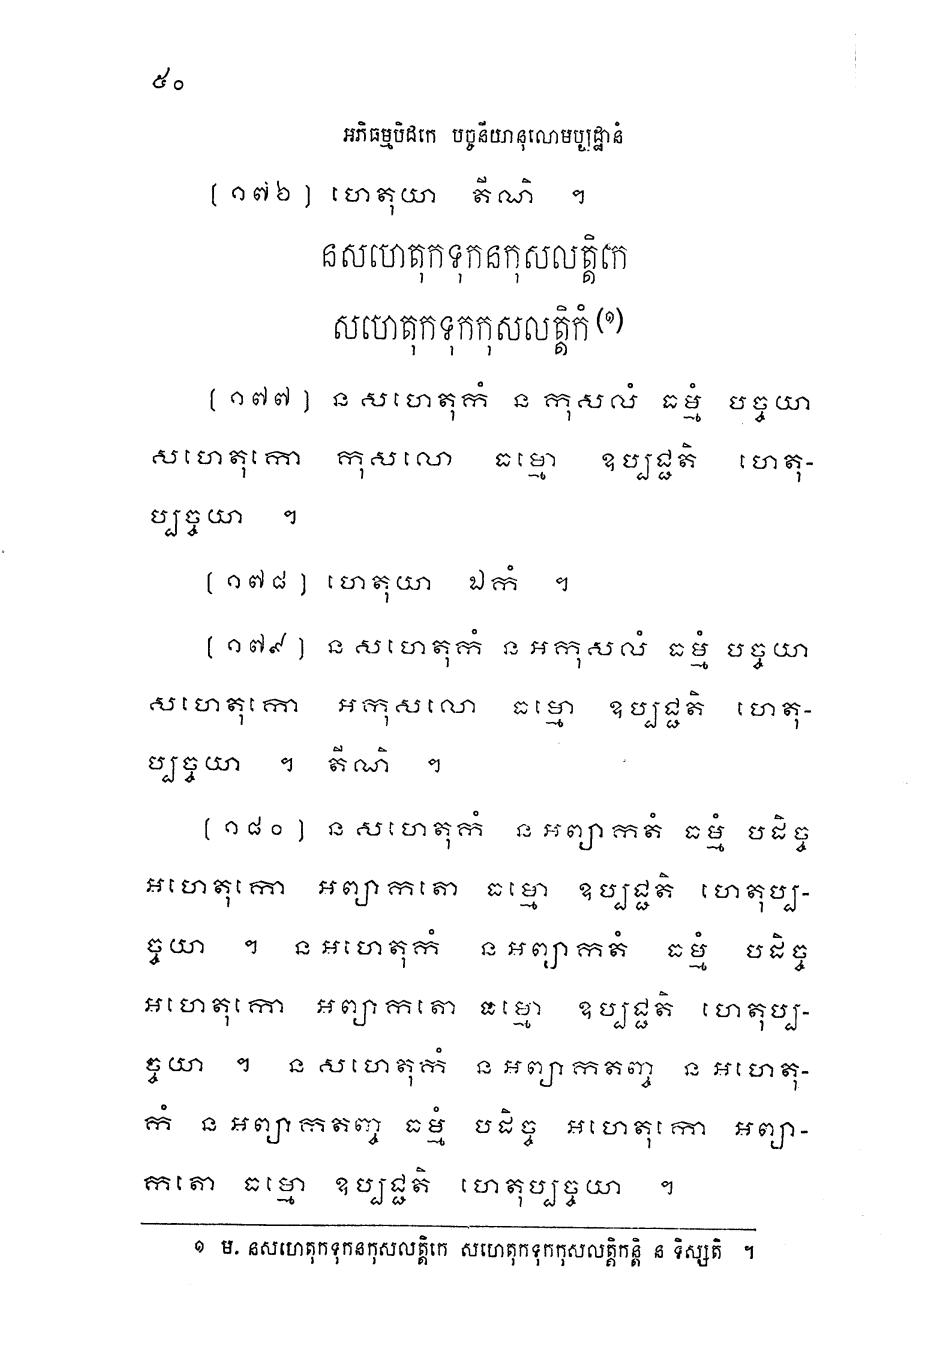 ៥០
អភិធម្មបិដកេ បច្ចនីយានុលោមប្បដ្ឋានំ
[១៧៦] ហេតុយា តីណិ ។
នសហេតុកទុកនកុសលត្តិកេ
សហេតុកទុកកុសលត្តិកំ (១)
[១៧៧] ន សហេតុកំ ន កុសលំ ធម្មំ បច្ចយា
សហេតុកោ កុសលោ ធម្មោ ឧប្បជ្ជតិ ហេតុ-
ប្បច្ចយា ។
[១៧៨] ហេតុយា ឯកំ ។
[១៧៩] ន សហេតុកំ ន អកុសលំ ធម្មំ បច្ចយា
សហេតុកោ អកុសលោ ធម្មោ ឧប្បជ្ជតិ ហេតុ-
ប្បច្ចយា ។ តីណិ ។
[១៨០] ន សហេតុកំ ន អព្យាកតំ ធម្មំ បដិច្ច
អហេតុកោ អព្យាកតោ ធម្មោ ឧប្បជ្ជតិ ហេតុប្ប-
ច្ចយា ។ ន អហេតុកំ ន អព្យាកតំ ធម្មំ បដិច្ច
អហេតុកោ អព្យាកតោ ធម្មោ ឧប្បជ្ជតិ ហេតុប្ប-
ច្ចយា ។ ន សហេតុកំ ន អព្យាកតញ្ច ន អហេតុ-
កំ ន អព្យាកតញ្ច ធម្មំ បដិច្ច អហេតុកោ អព្យា-
កតោ ធម្មោ ឧប្បជ្ជតិ ហេតុប្បច្ចយា ។
១ ម. នសហេតុកទុកនកុសលត្តិកេ សហេតុកទុកកុសលត្តិកន្តិ ន ទិស្សតិ ។